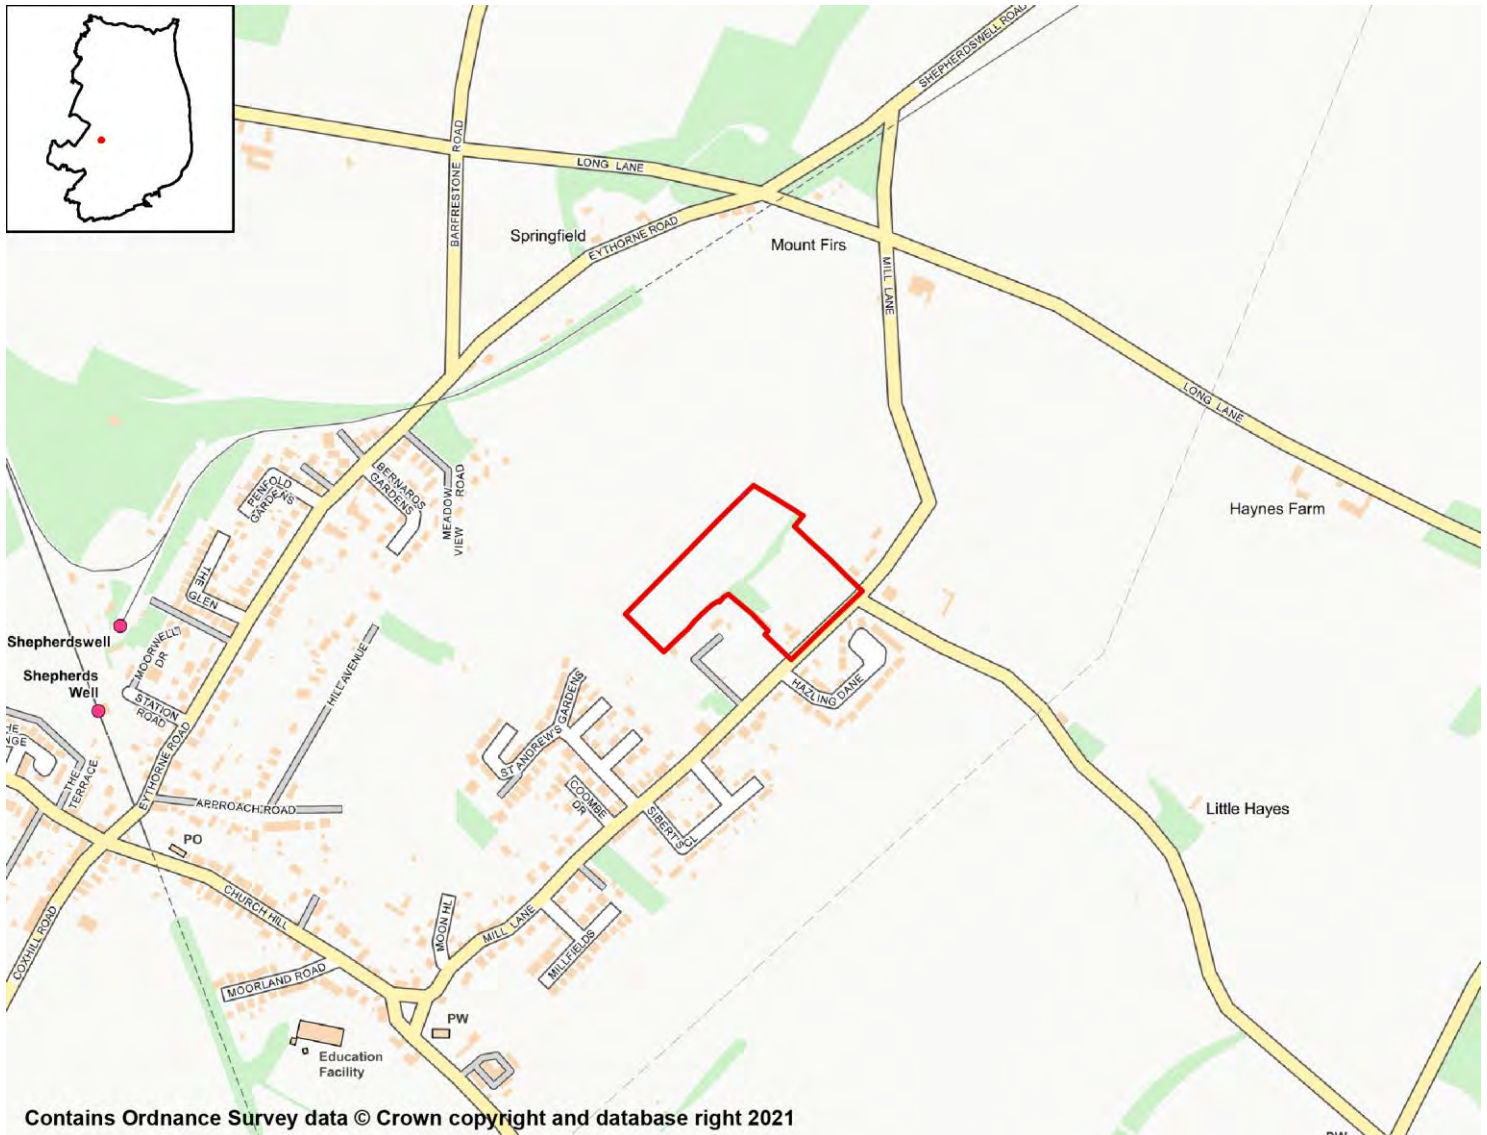 SHEPHERDSWELL ROAD
BARFRESTONE ROAD
LONG LANE
Springfield
EYTHORNE ROAD
Mount Firs
MILL LANE
LONG LANE
BERNARDS
GARDENS
PENFOLD
GARDENS
MEADOW
VIEW ROAD
Haynes Farm
THE
GLEN
Shepherdswell
MOORWELL
DR
Shepherds
Well
STATION
ROAD
HILL AVENUE
HAZLING DANE
ST ANDREW'S GARDENS
EYTHORNE ROAD
THE
TERRACE
APPROACH ROAD
COOMBE
DR
SIBERTS
CL
Little Hayes
PO
CHURCH HILL
COXHILL ROAD
MOON HL
MILL LANE
MILLFIELDS
MOORLAND ROAD
PW
Education
Facility
Contains Ordnance Survey data © Crown copyright and database right 2021